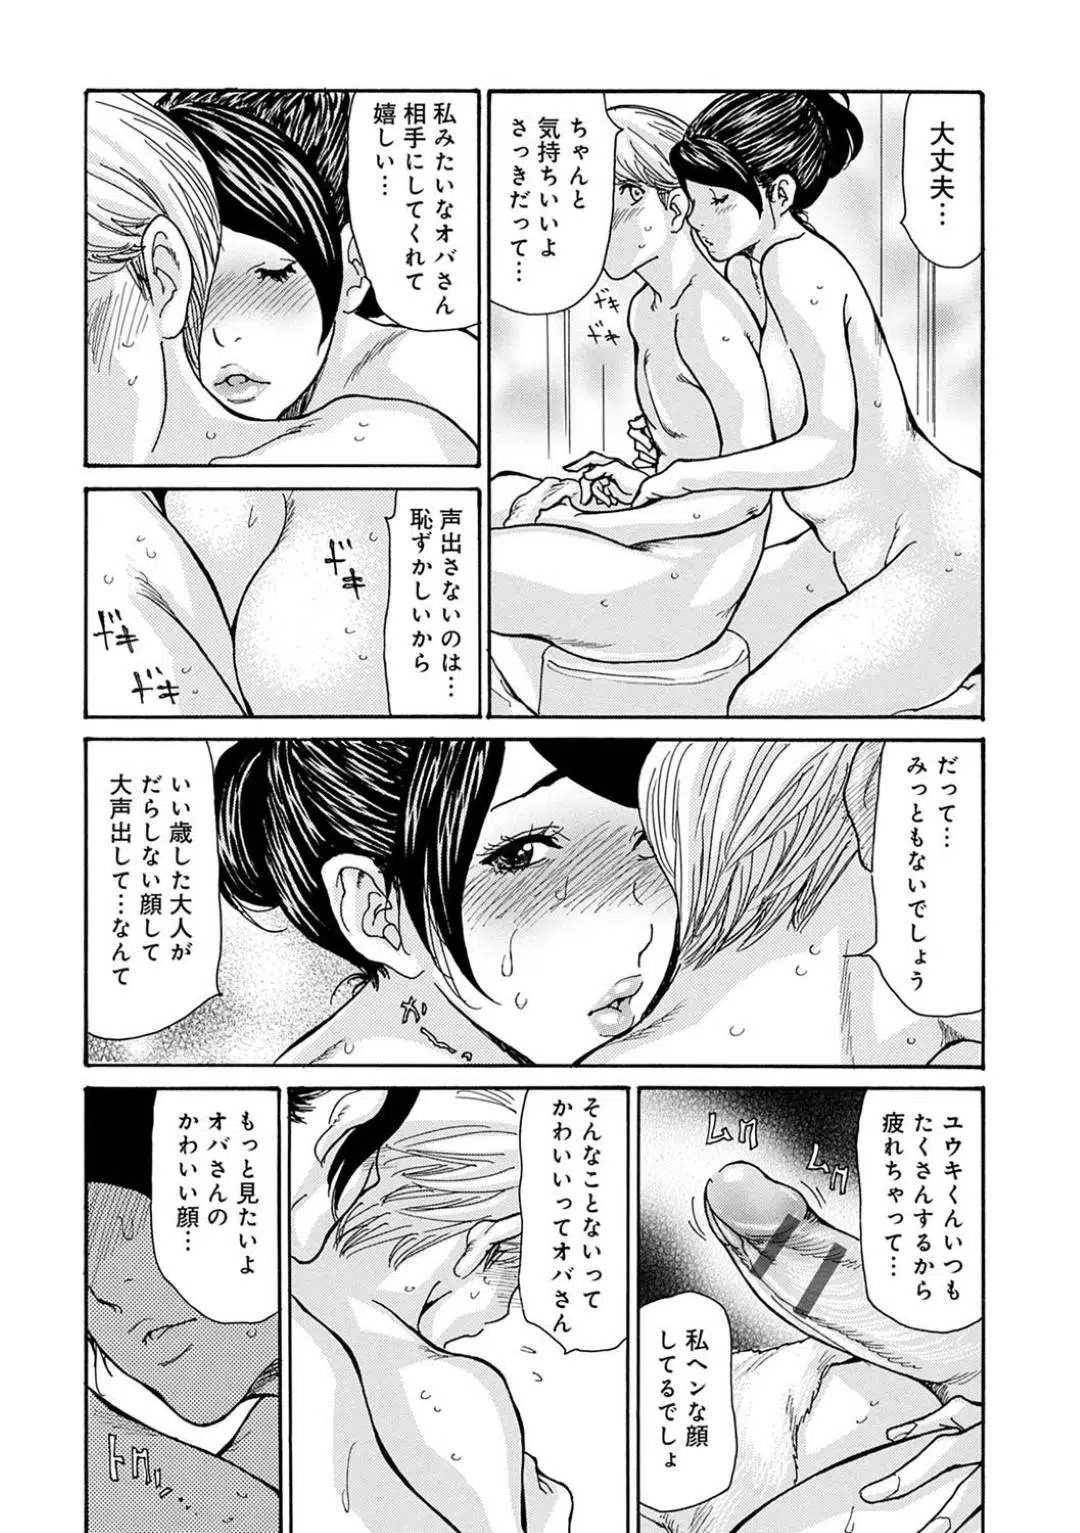 大丈夫…
ちゃんと
気持ちいいよ
さっきだって…
ドキ
ドキ
私みたいなオバさん
相手にしてくれて
嬉しい…
声出さないのは…
恥ずかしいから
ドキ
ドキ
ドキ
だって…
みっともないでしょう
いい歳した大人が
だらしない顔して
大声出して…なんて
ユウキくんいつも
たくさんするから
疲れちゃって…
ムク
ムク
私ヘンな顔
してるでしょ
そんなことないって
かわいいってオバさん
もっと見たいよ
オバさんの
かわいい顔…